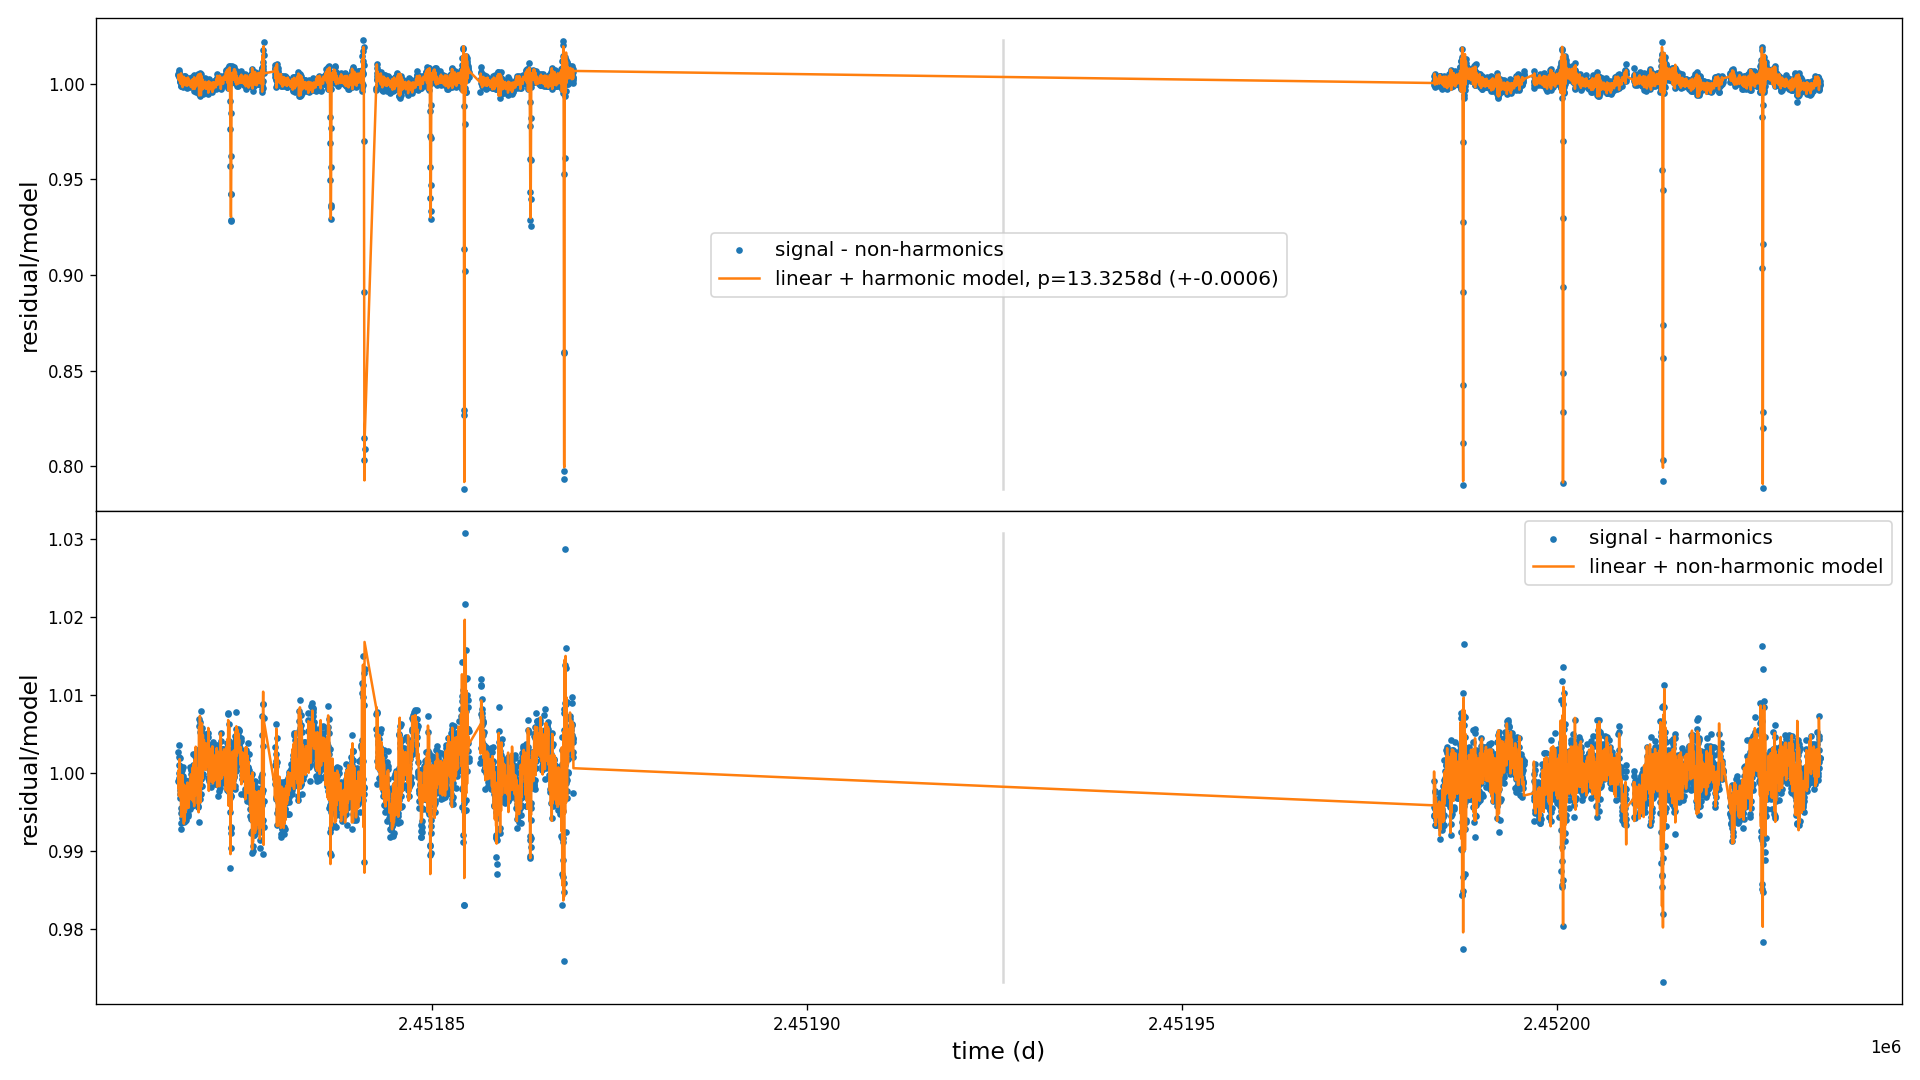 1.00
0.95
0.90
0.85
0.80
residual/model
signal - non-harmonics
linear + harmonic model, p=13.3258d (+-0.0006)
1.03
1.02
1.01
1.00
0.99
0.98
residual/model
signal - harmonics
linear + non-harmonic model
2.45185
2.45190
2.45195
2.45200
1e6
time (d)